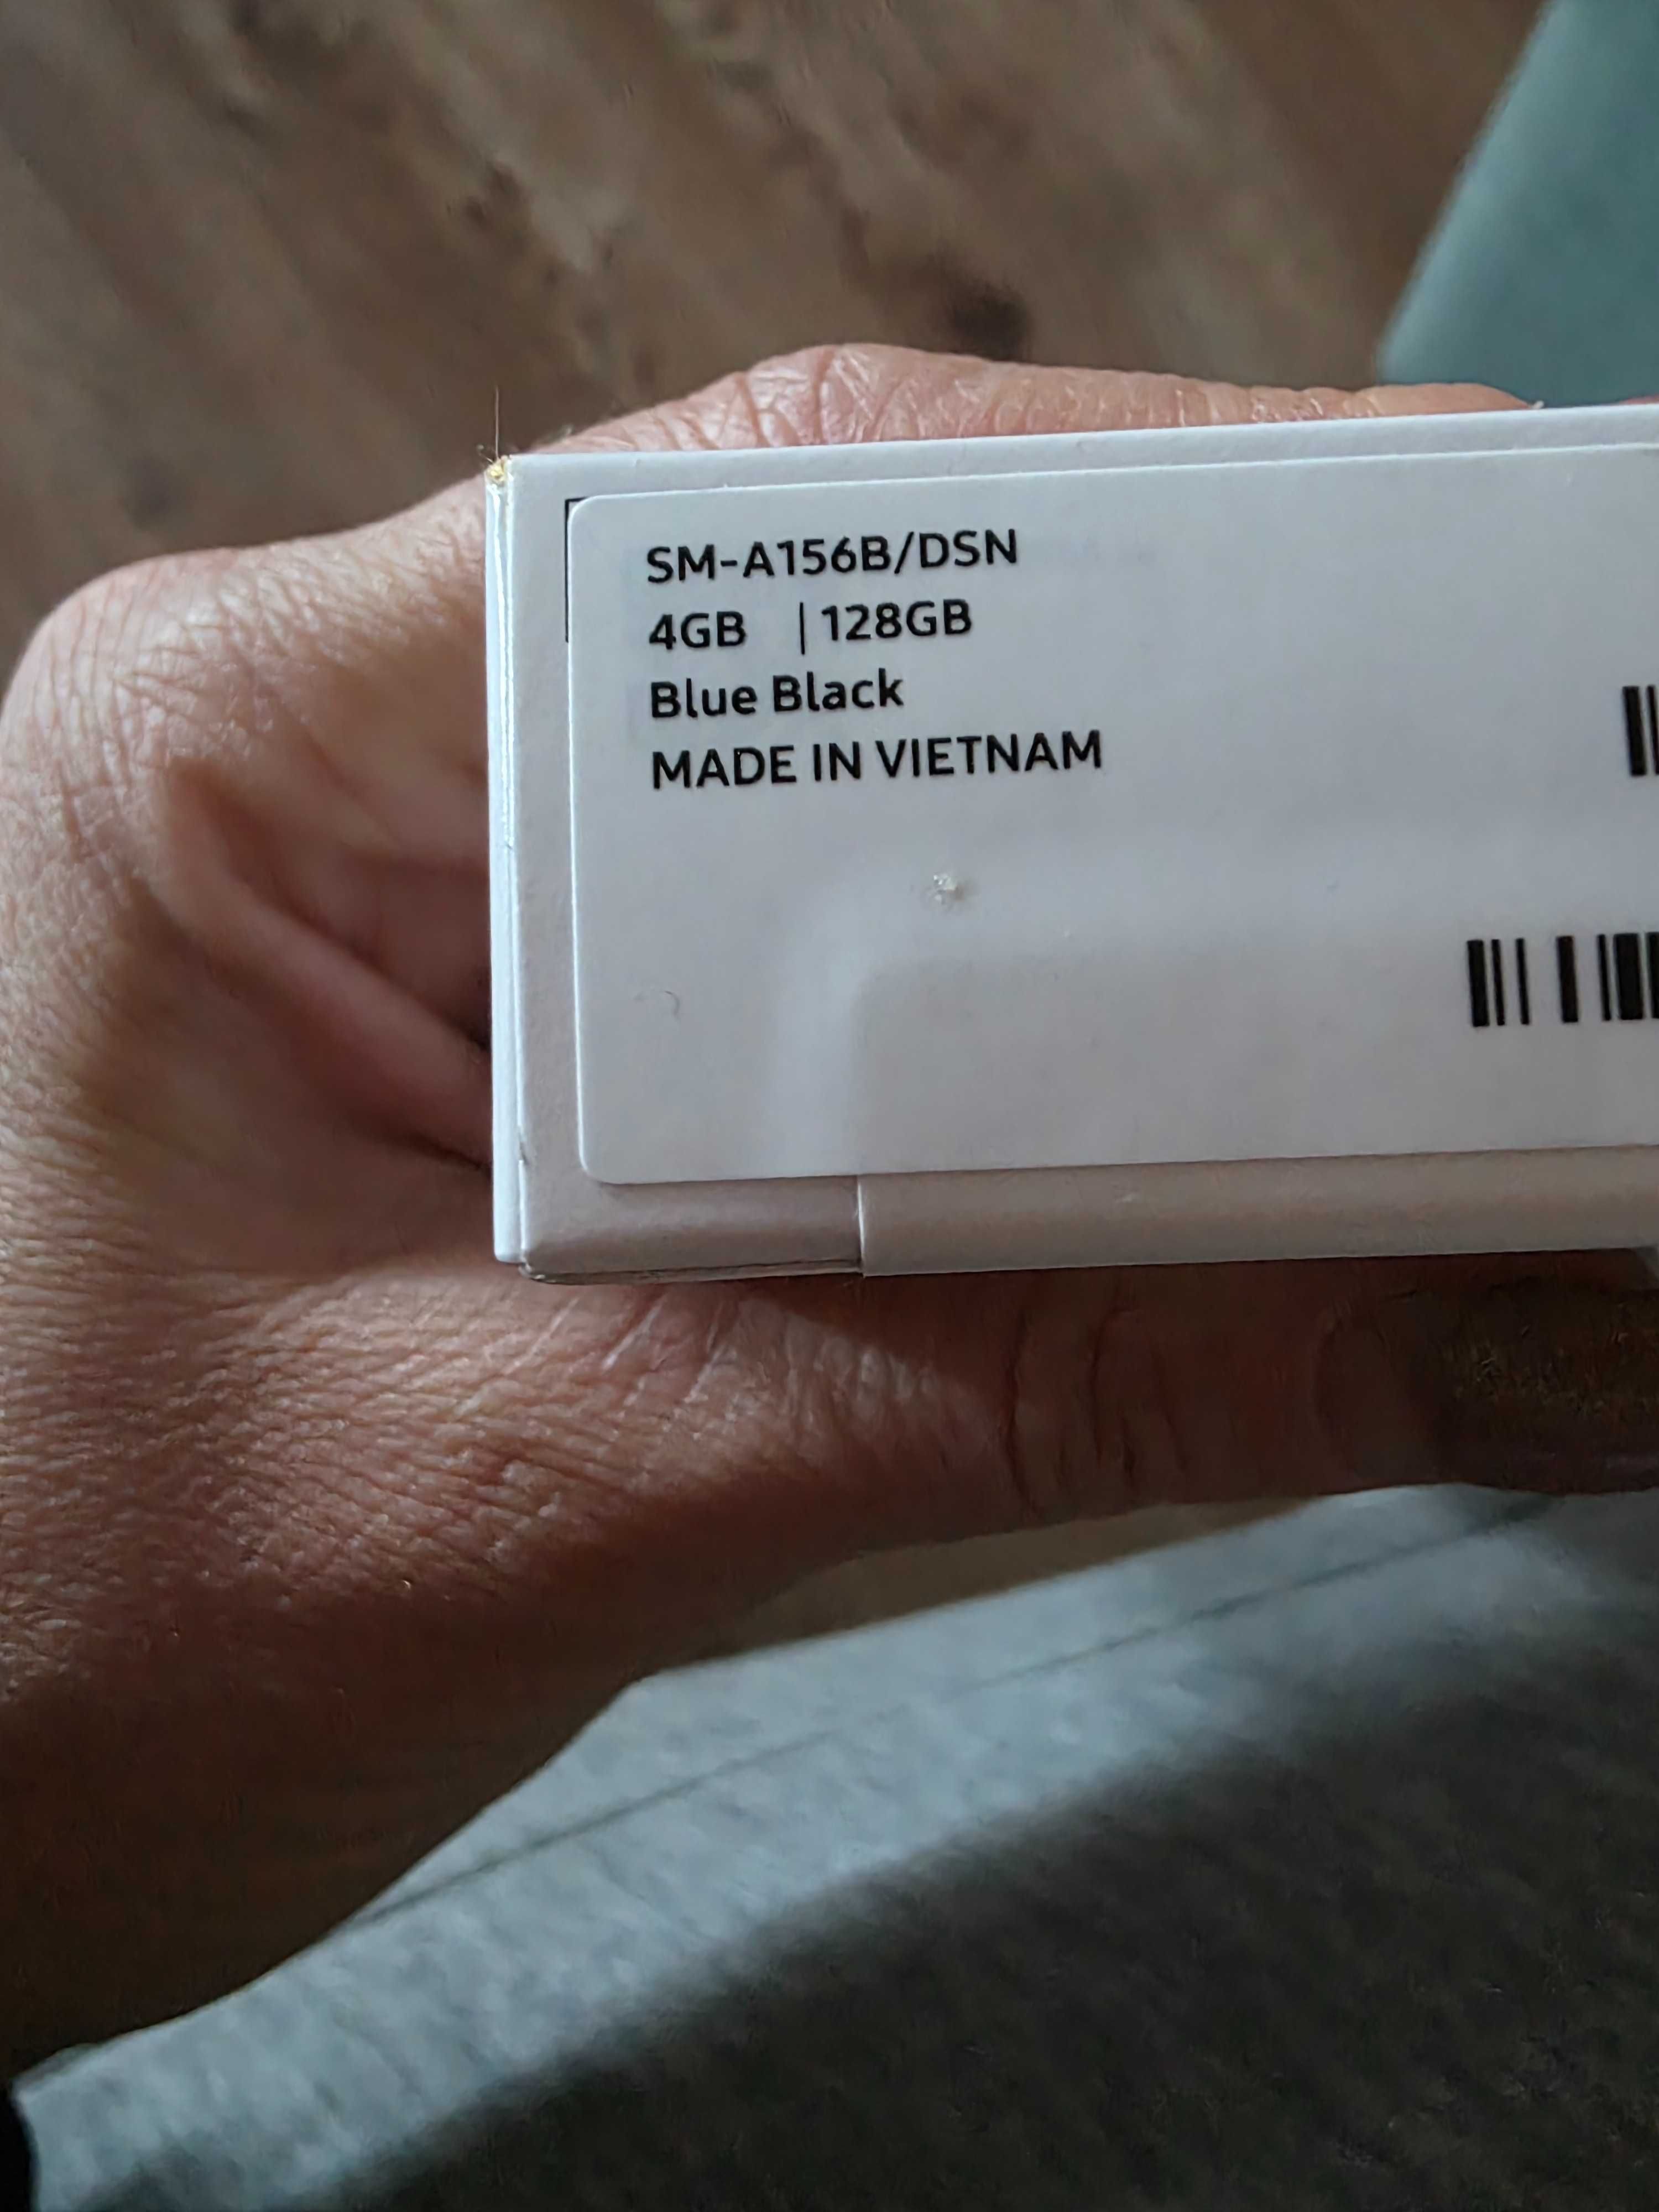 SM-A156B/DSN
4GB | 128GB
Blue Black
MADE IN VIETNAM